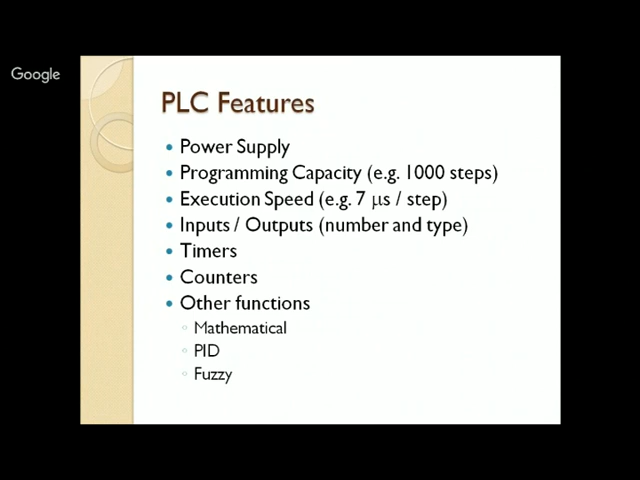 Google
PLC Features
• Power Supply
• Programming Capacity (e.g. 1000 steps)
• Execution Speed (e.g. 7 μs / step)
• Inputs / Outputs (number and type)
• Timers
• Counters
• Other functions
◦ Mathematical
◦ PID
◦ Fuzzy